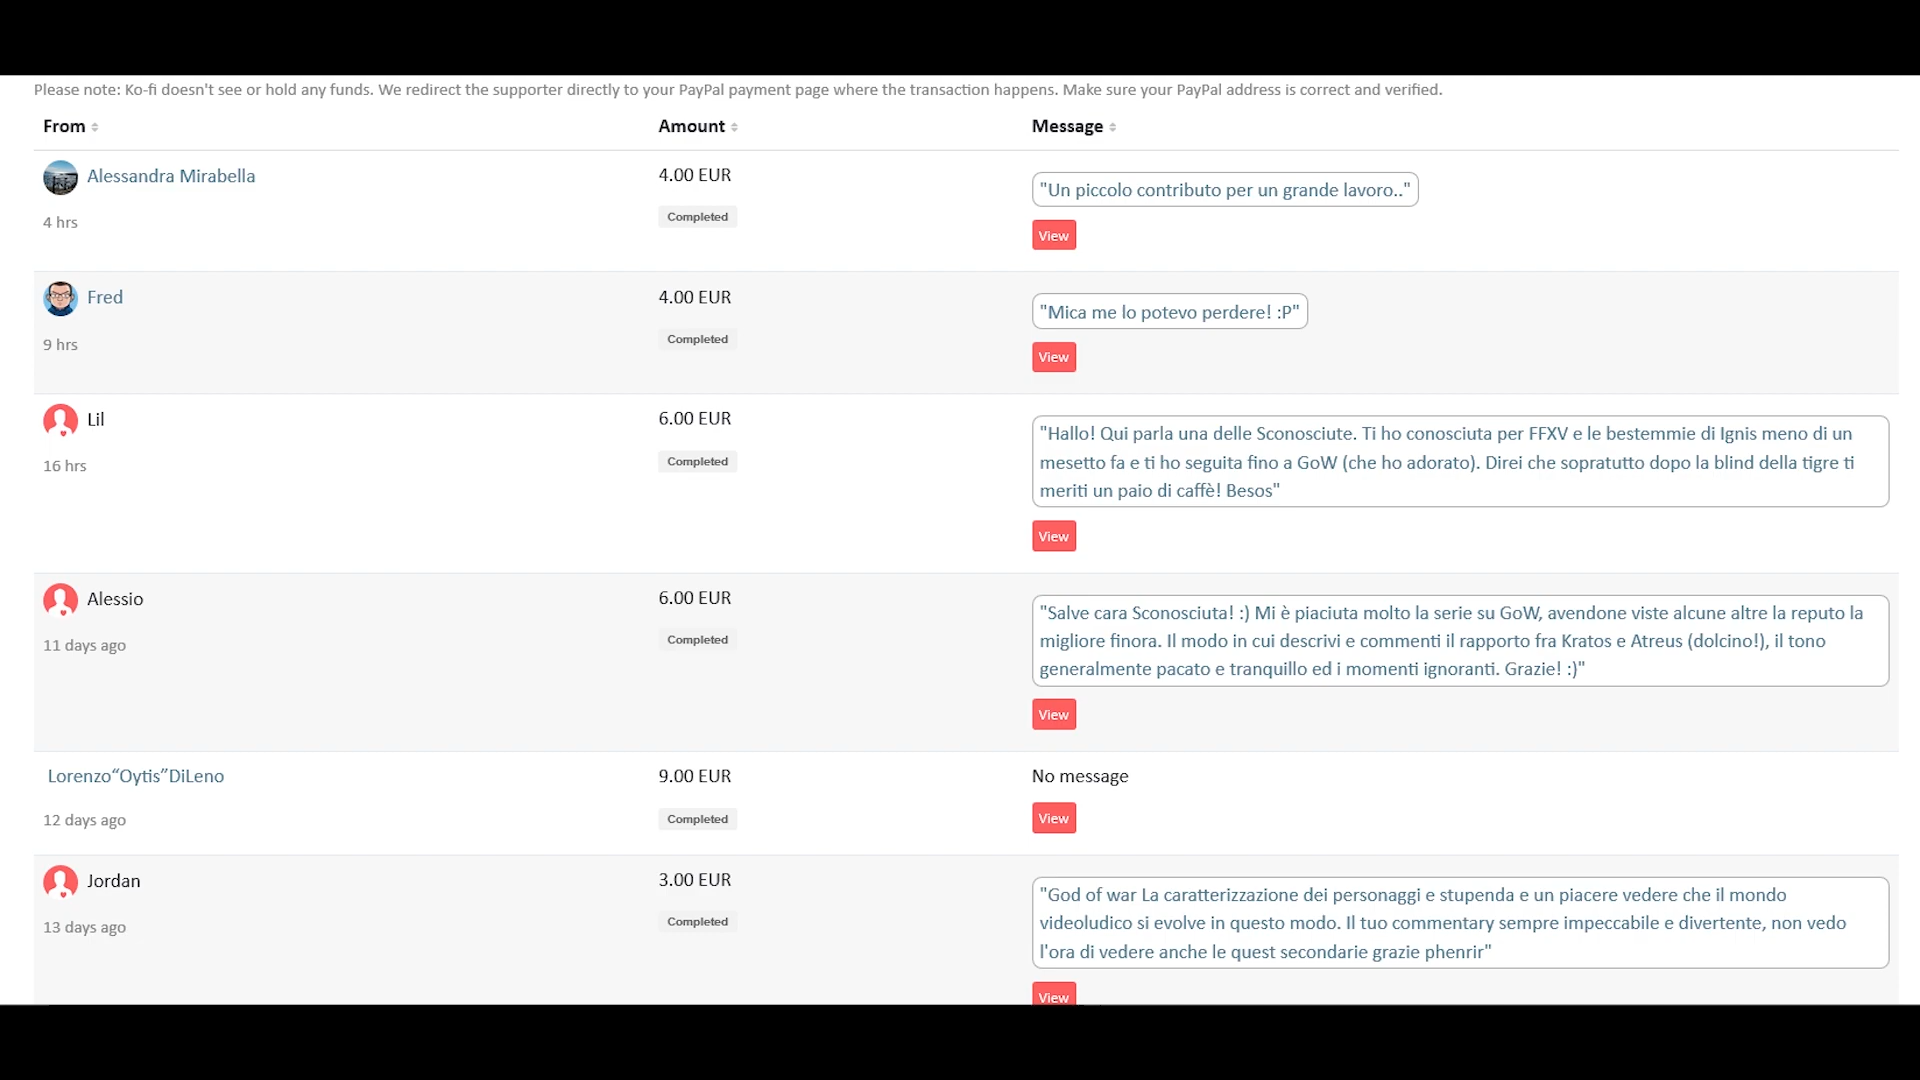 Please note: Ko-fi doesn't see or hold any funds. We redirect the supporter directly to your PayPal payment page where the transaction happens. Make sure your PayPal address is correct and verified.
From Amount Message
Alessandra Mirabella 4.00 EUR
"Un piccolo contributo per un grande lavoro.."
4 hrs Completed
View
Fred 4.00 EUR
"Mica me lo potevo perdere! :P"
9 hrs Completed
View
Lil 6.00 EUR
"Hallo! Qui parla una delle Sconosciute. Ti ho conosciuta per FFXV e le bestemmie di Ignis meno di un
16 hrs Completed
mesetto fa e ti ho seguita fino a GoW (che ho adorato). Direi che sopratutto dopo la blind della tigre ti
meriti un paio di caffè! Besos"
View
Alessio 6.00 EUR
"Salve cara Sconosciuta! :) Mi è piaciuta molto la serie su GoW, avendone viste alcune altre la reputo la
11 days ago Completed
migliore finora. Il modo in cui descrivi e commenti il rapporto fra Kratos e Atreus (dolcino!), il tono
generalmente pacato e tranquillo ed i momenti ignoranti. Grazie! :)"
View
Lorenzo“Oytis”DiLeno 9.00 EUR No message
12 days ago Completed
View
Jordan 3.00 EUR
"God of war La caratterizzazione dei personaggi e stupenda e un piacere vedere che il mondo
13 days ago Completed
videoludico si evolve in questo modo. Il tuo commentary sempre impeccabile e divertente, non vedo
l'ora di vedere anche le quest secondarie grazie phenrir"
View